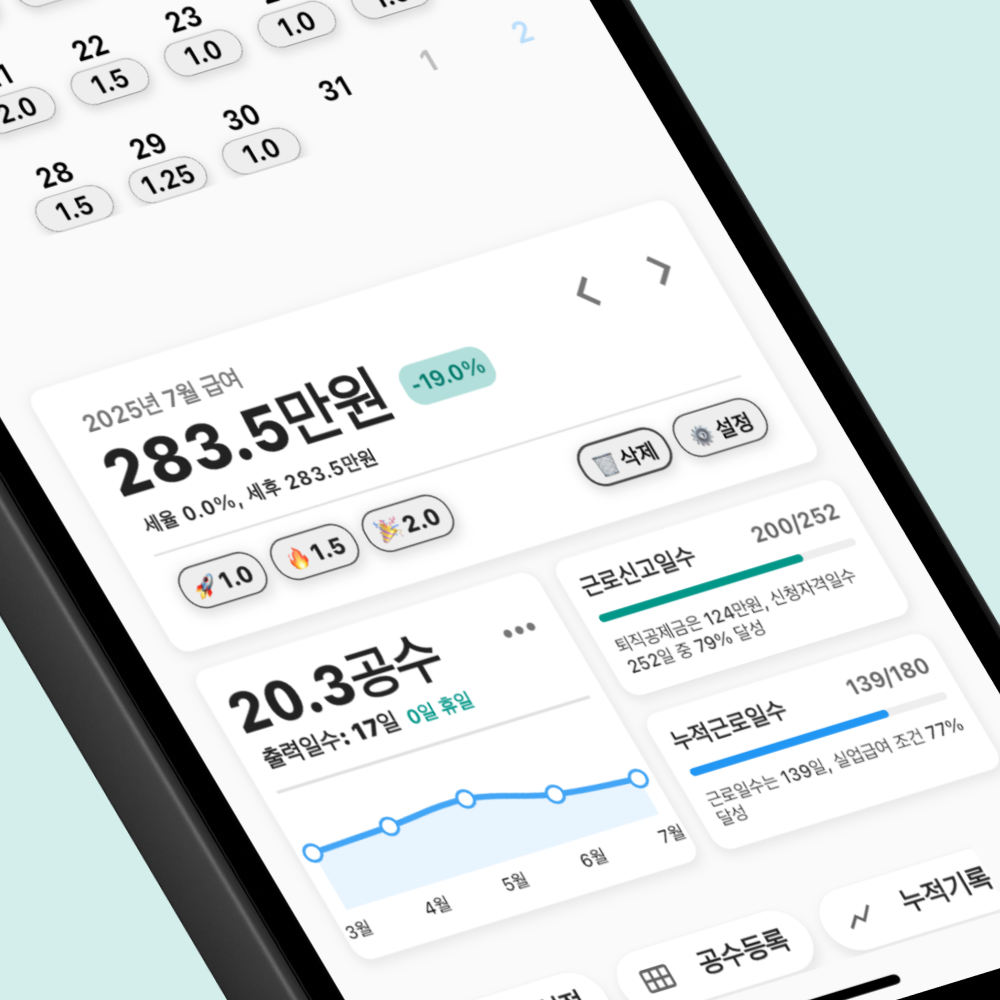 22
23
1
2
2.0
1.5
1.0
1.0
28
29
30
31
1.5
1.25
1.0
2025년 7월 급여
283.5만원 -19.0%
세율 0.0%, 세후 283.5만원
🚀1.0 🔥1.5 🎉2.0 🗑️삭제 ⚙️설정
20.3공수
출력일수: 17일 0일 휴일
3월 4월 5월 6월 7월
근로신고일수 200/252
퇴직공제금은 124만원, 신청자격일수
252일 중 79% 달성
누적근로일수 139/180
근로일수는 139일, 실업급여 조건 77%
달성
공수등록
누적기록